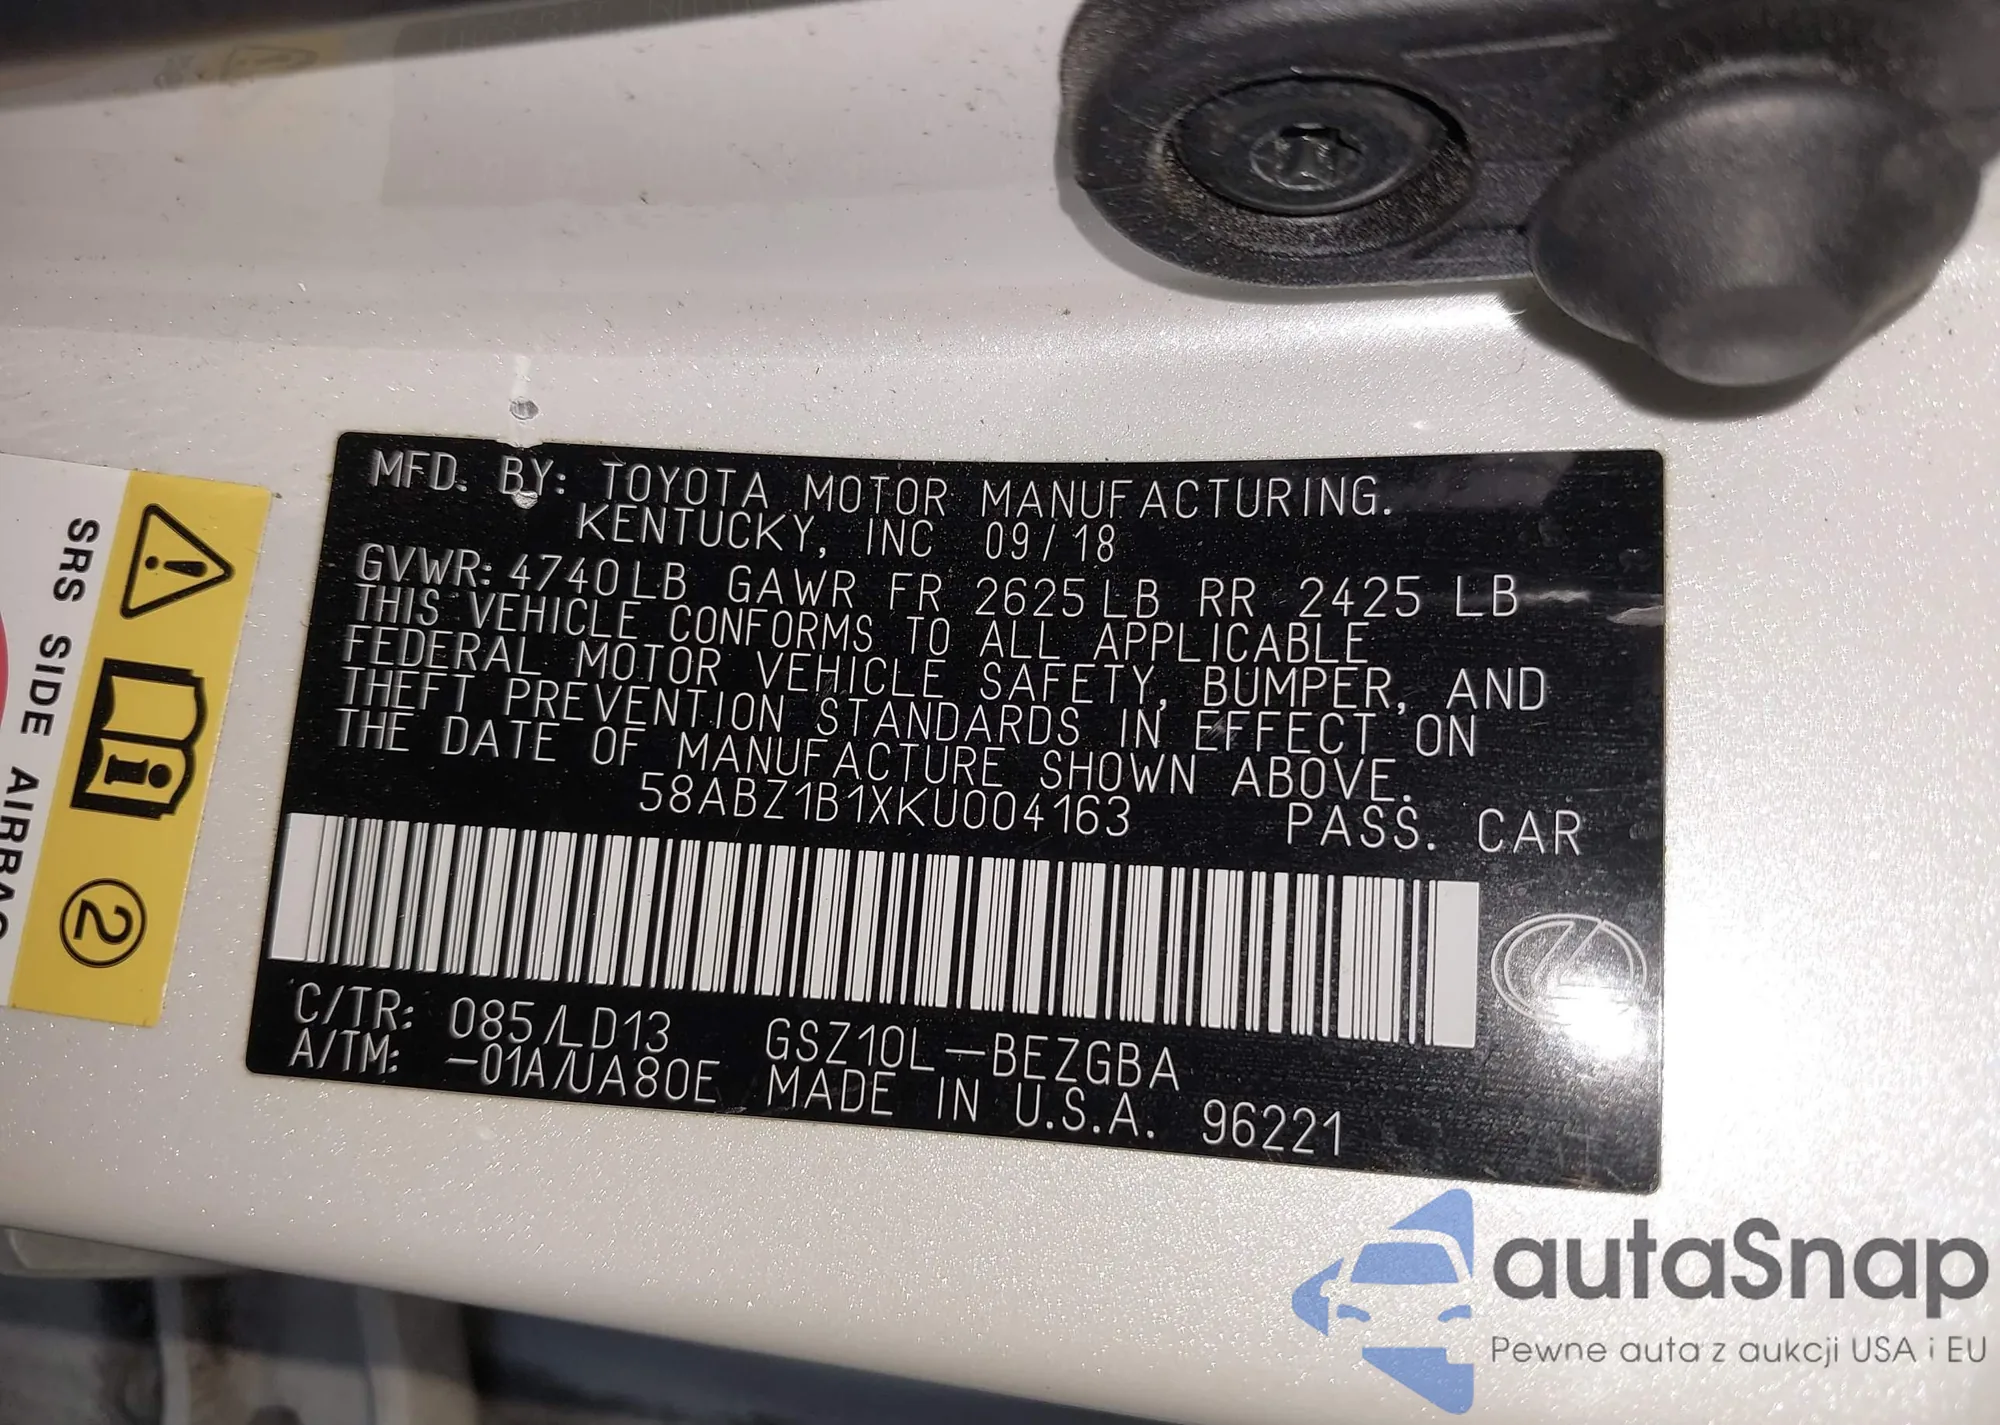 MFD. BY: TOYOTA MOTOR MANUFACTURING.
KENTUCKY, INC 09/18
GVWR: 4740LB GAWR FR 2625LB RR 2425 LB
THIS VEHICLE CONFORMS TO ALL APPLICABLE
FEDERAL MOTOR VEHICLE SAFETY, BUMPER, AND
THEFT PREVENTION STANDARDS IN EFFECT ON
THE DATE OF MANUFACTURE SHOWN ABOVE.
58ABZ1B1XKU004163 PASS. CAR
C/TR: 085/LD13 GSZ10L-BEZGBA
A/TM: -01A/UA80E MADE IN U.S.A. 96221
SRS SIDE AIRBAG
2
autaSnap
Pewne auta z aukcji USA i EU